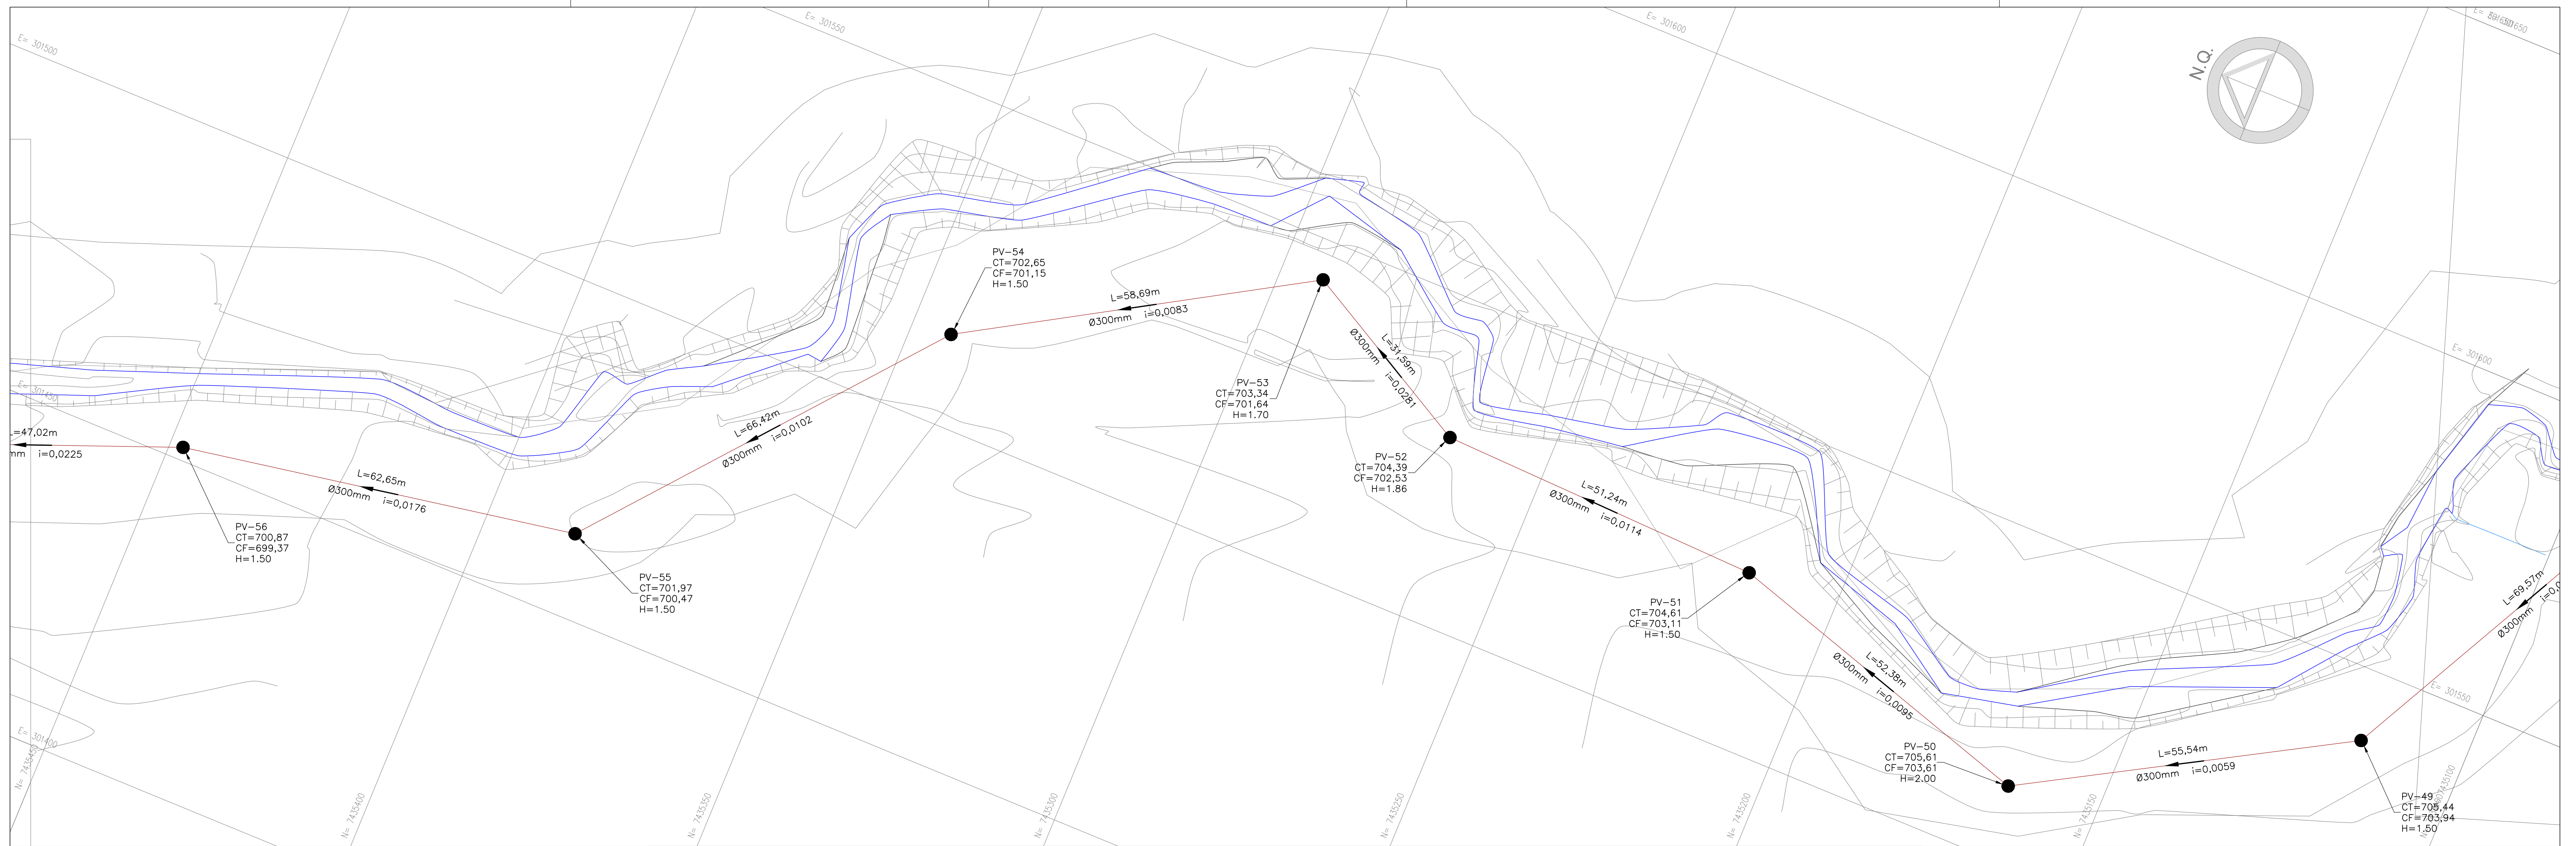 E= 301500
E= 301550
E= 301600
E= 301650
N.Q.
PV-54
CT=702,65
CF=701,15
H=1.50
L=58,69m
Ø300mm i=0,0083
L=31,59m
Ø300mm i=0,0281
PV-53
CT=703,34
CF=701,64
H=1.70
E= 301600
E= 301450
L=47,02m
mm i=0,0225
L=66,42m
Ø300mm i=0,0102
PV-52
CT=704,39
CF=702,53
H=1.86
L=62,65m
Ø300mm i=0,0176
L=51,24m
Ø300mm i=0,0114
PV-56
CT=700,87
CF=699,37
H=1.50
PV-55
CT=701,97
CF=700,47
H=1.50
PV-51
CT=704,61
CF=703,11
H=1.50
L=69,57m
Ø300mm
L=52,38m
Ø300mm i=0,0095
E= 301550
E= 301400
PV-50
CT=705,61
CF=703,61
H=2.00
L=55,54m
Ø300mm i=0,0059
PV-49
CT=705,44
CF=703,94
H=1.50
N= 7435450
N= 7435400
N= 7435350
N= 7435300
N= 7435250
N= 7435200
N= 7435150
7435100